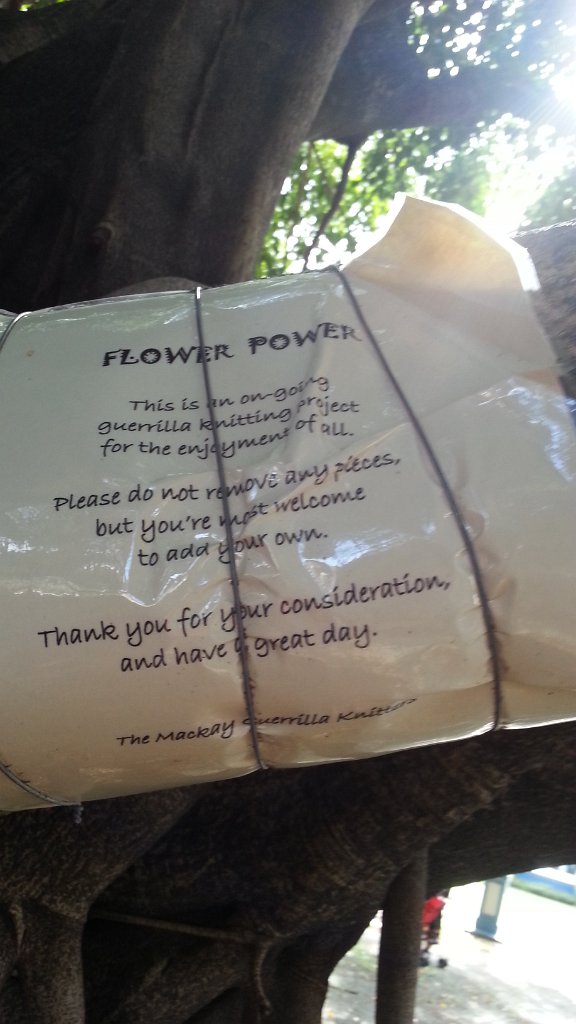 FLOWER POWER
This is an on-going
guerrilla knitting project
for the enjoyment of all.
Please do not remove any pieces,
but you're most welcome
to add your own.
Thank you for your consideration,
and have a great day.
The Mackay Guerrilla Knitters